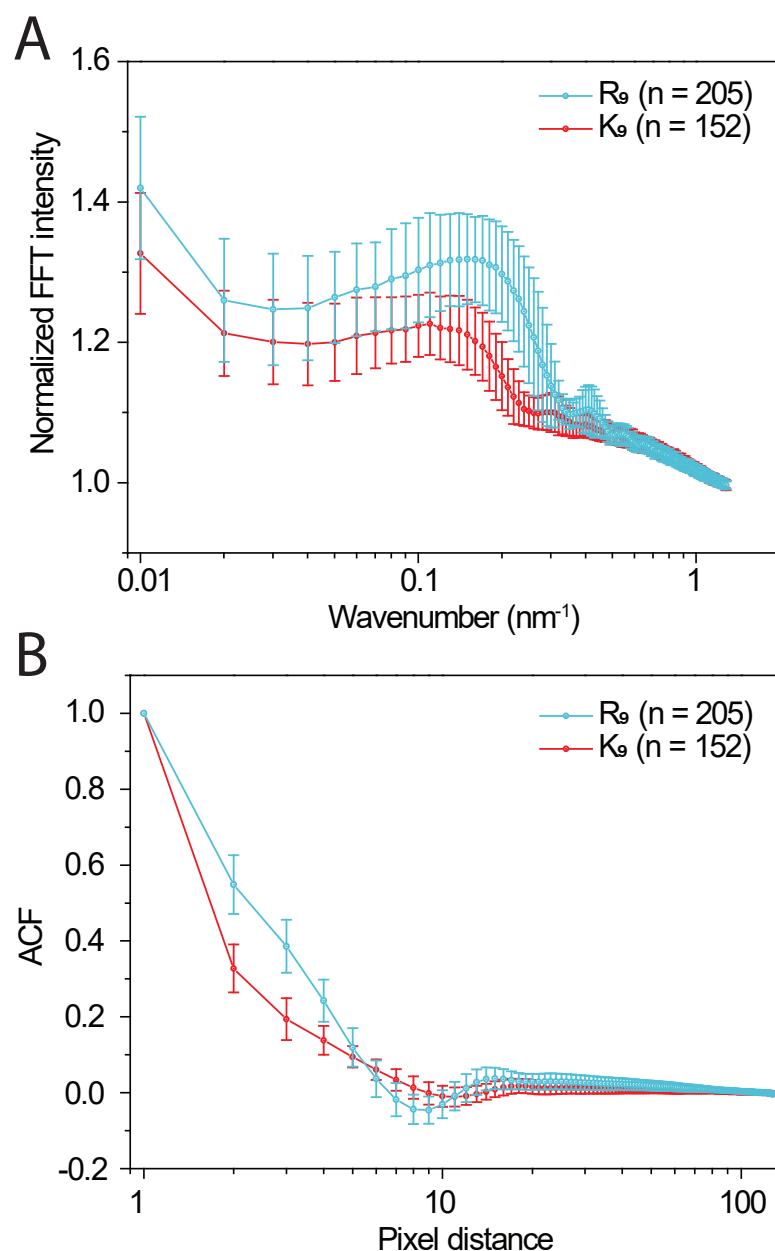 A
1.6
1.4
1.2
1.0
Normalized FFT intensity
R₉ (n = 205)
K₉ (n = 152)
0.01
0.1
1
Wavenumber (nm⁻¹)
B
1.0
0.8
0.6
0.4
0.2
0.0
-0.2
ACF
R₉ (n = 205)
K₉ (n = 152)
1
10
100
Pixel distance